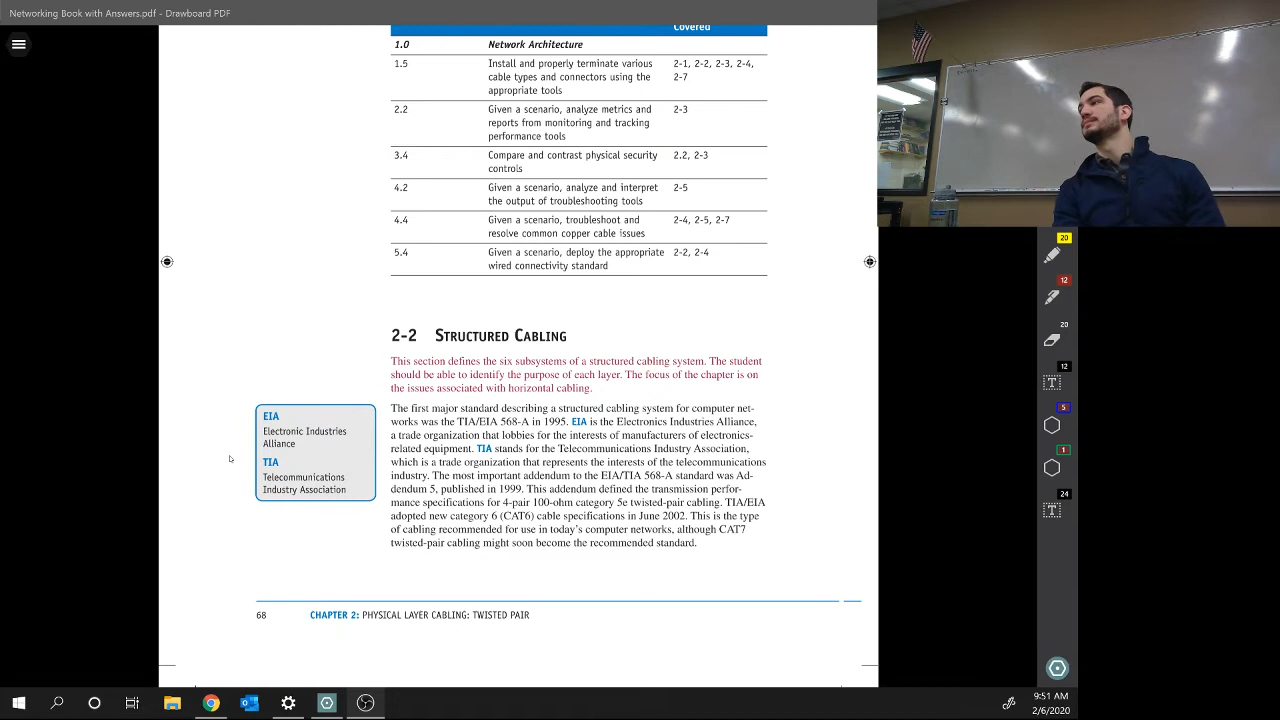 Networking Book with Answers.pdf - Drawboard PDF
Covered
1.0 Network Architecture
1.5 Install and properly terminate various 2-1, 2-2, 2-3, 2-4,
cable types and connectors using the 2-7
appropriate tools
2.2 Given a scenario, analyze metrics and 2-3
reports from monitoring and tracking
performance tools
3.4 Compare and contrast physical security 2.2, 2-3
controls
4.2 Given a scenario, analyze and interpret 2-5
the output of troubleshooting tools
4.4 Given a scenario, troubleshoot and 2-4, 2-5, 2-7
resolve common copper cable issues
5.4 Given a scenario, deploy the appropriate 2-2, 2-4
wired connectivity standard
2-2 STRUCTURED CABLING
This section defines the six subsystems of a structured cabling system. The student
should be able to identify the purpose of each layer. The focus of the chapter is on
the issues associated with horizontal cabling.
EIA
Electronic Industries
Alliance
TIA
Telecommunications
Industry Association
The first major standard describing a structured cabling system for computer net-
works was the TIA/EIA 568-A in 1995. EIA is the Electronics Industries Alliance,
a trade organization that lobbies for the interests of manufacturers of electronics-
related equipment. TIA stands for the Telecommunications Industry Association,
which is a trade organization that represents the interests of the telecommunications
industry. The most important addendum to the EIA/TIA 568-A standard was Ad-
dendum 5, published in 1999. This addendum defined the transmission perfor-
mance specifications for 4-pair 100-ohm category 5e twisted-pair cabling. TIA/EIA
adopted new category 6 (CAT6) cable specifications in June 2002. This is the type
of cabling recommended for use in today's computer networks, although CAT7
twisted-pair cabling might soon become the recommended standard.
68 CHAPTER 2: PHYSICAL LAYER CABLING: TWISTED PAIR
20
12
20
12
5
1
24
9:51 AM
2/6/2020